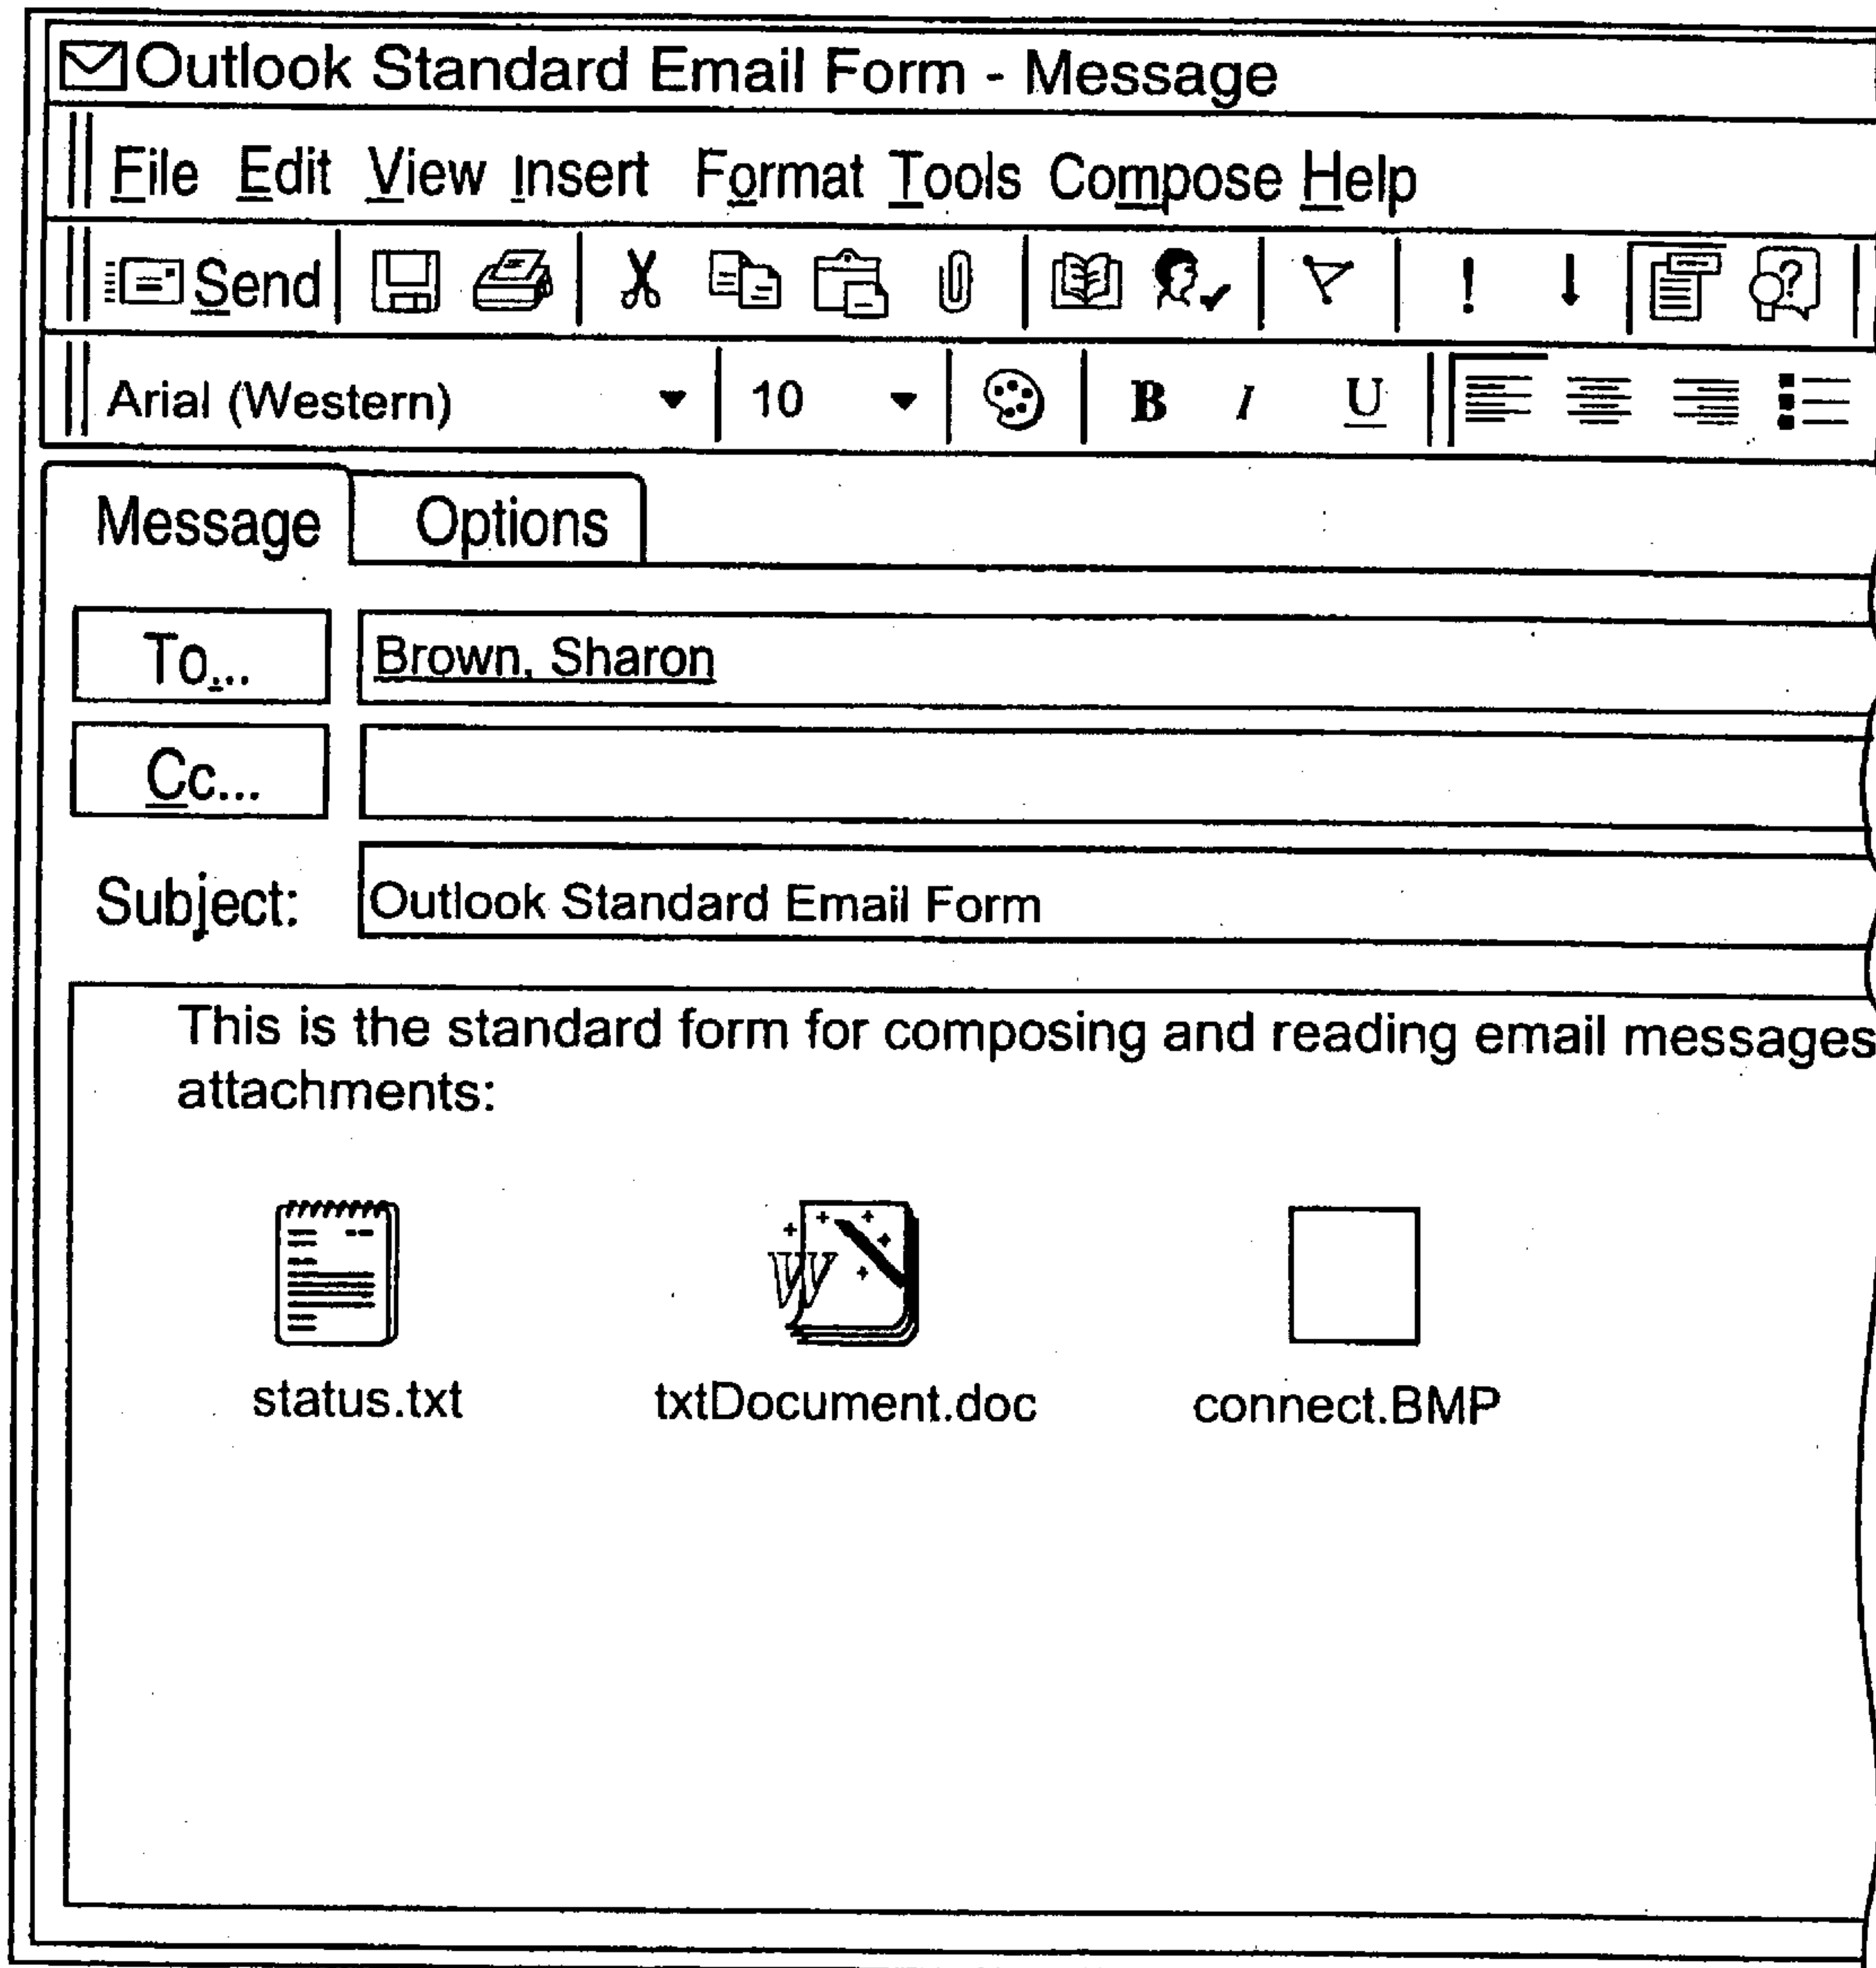 Outlook Standard Email Form - Message
File Edit View Insert Format Tools Compose Help
Send
Arial (Western) 10 B I U
Message Options
To... Brown, Sharon
Cc...
Subject: Outlook Standard Email Form
This is the standard form for composing and reading email messages
attachments:
W
status.txt txtDocument.doc connect.BMP